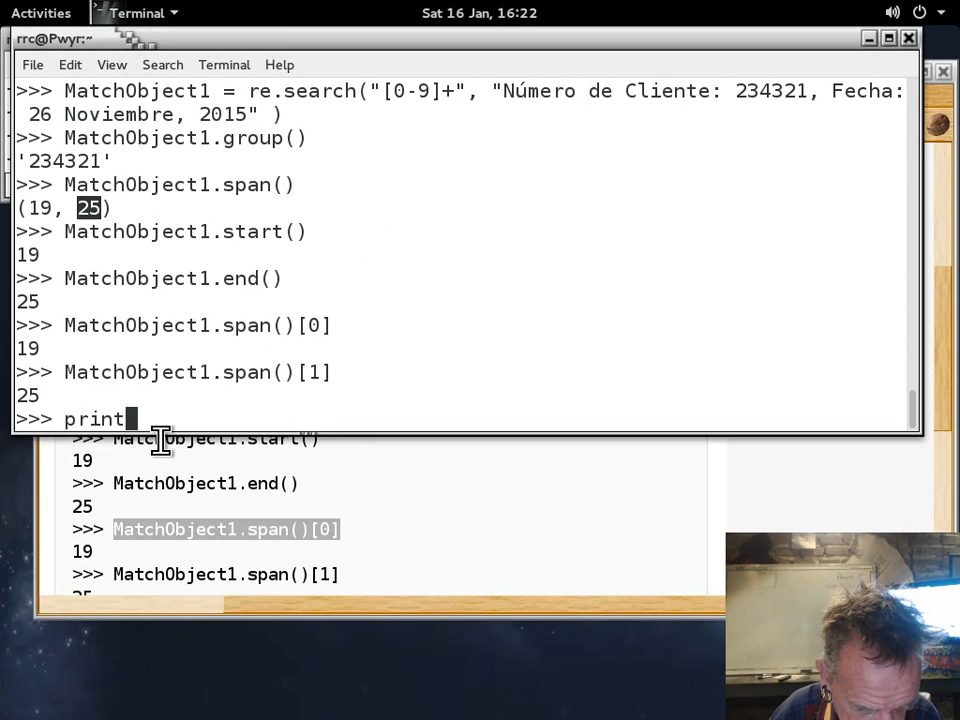 Activities
Terminal
Sat 16 Jan, 16:22
rrc@Pwyr:~
File Edit View Search Terminal Help
>>> MatchObject1 = re.search("[0-9]+", "Número de Cliente: 234321, Fecha:
26 Noviembre, 2015" )
>>> MatchObject1.group()
'234321'
>>> MatchObject1.span()
(19, 25)
>>> MatchObject1.start()
19
>>> MatchObject1.end()
25
>>> MatchObject1.span()[0]
19
>>> MatchObject1.span()[1]
25
>>> print
>>> MatchObject1.start()
19
>>> MatchObject1.end()
25
>>> MatchObject1.span()[0]
19
>>> MatchObject1.span()[1]
25